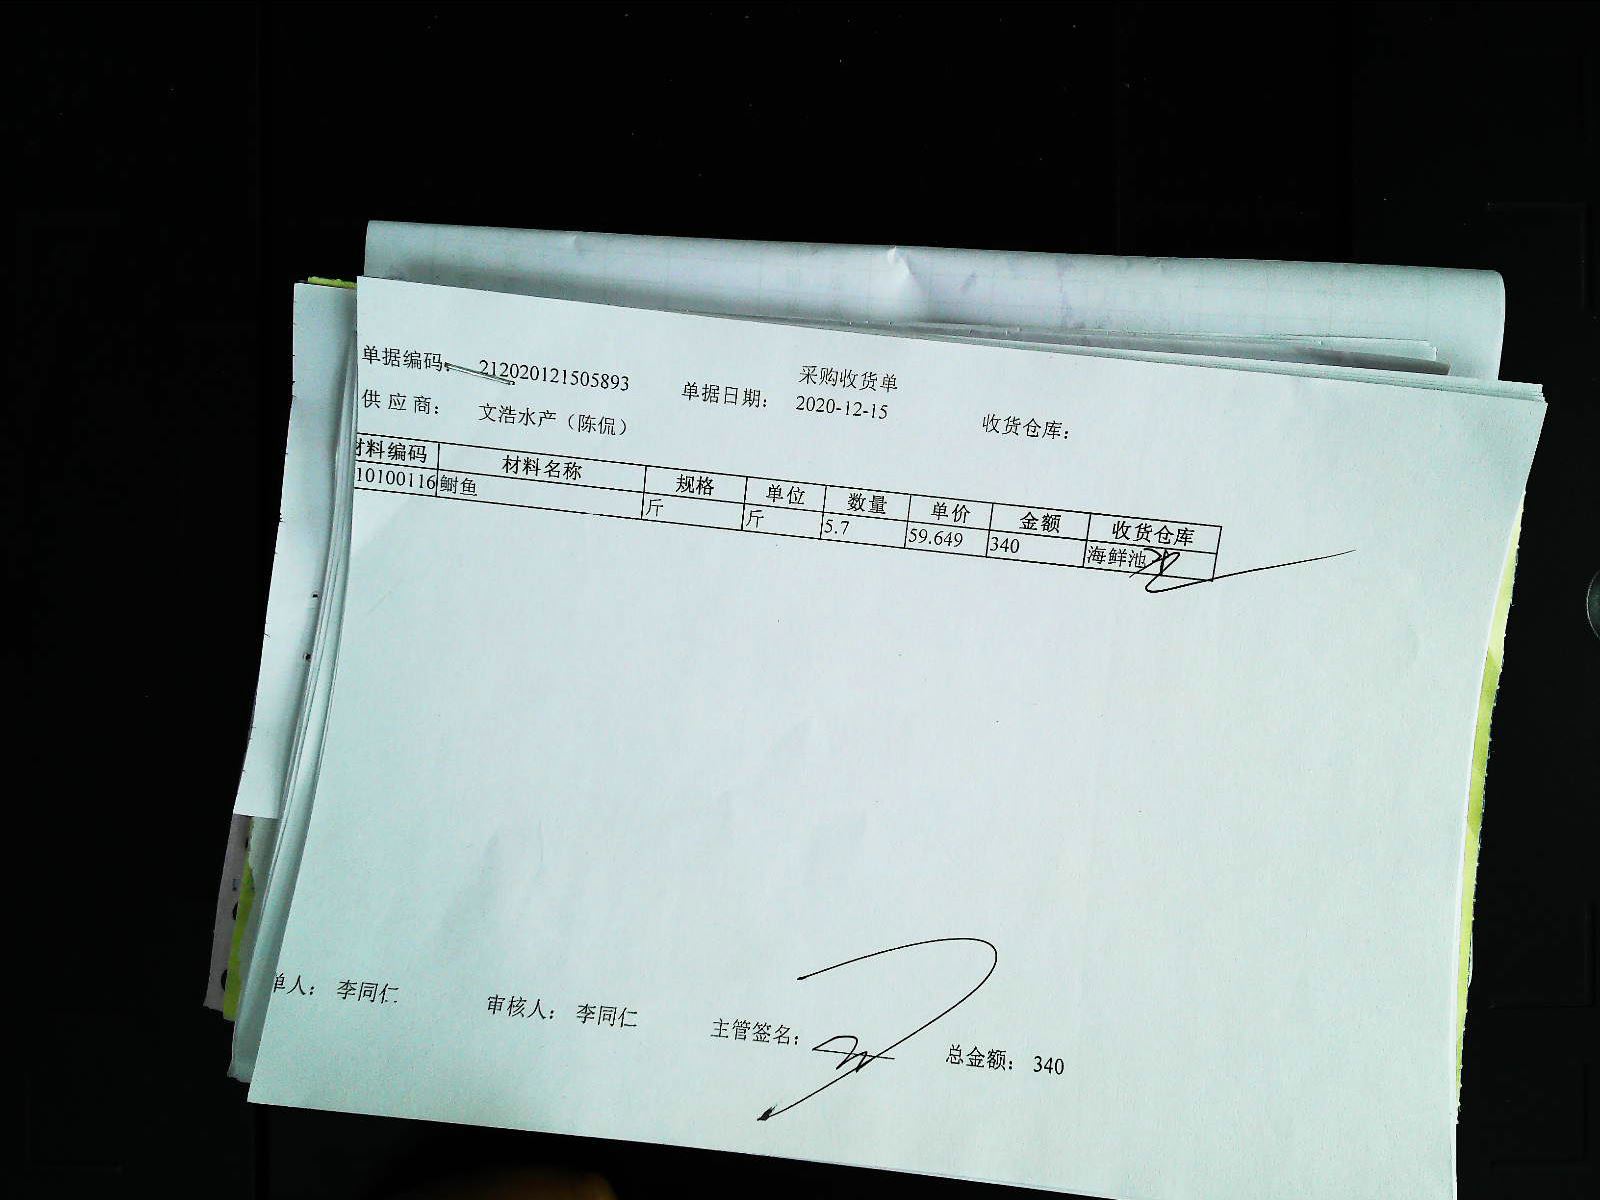 采购收货单
单据编码: 212020121505893 单据日期: 2020-12-15 收货仓库:
供应商: 文浩水产（陈侃）
材料编码 材料名称 规格 单位 数量 单价 金额 收货仓库
10100116 鲥鱼 斤 斤 5.7 59.649 340 海鲜池
单人: 李同仁 审核人: 李同仁 主管签名: 总金额: 340